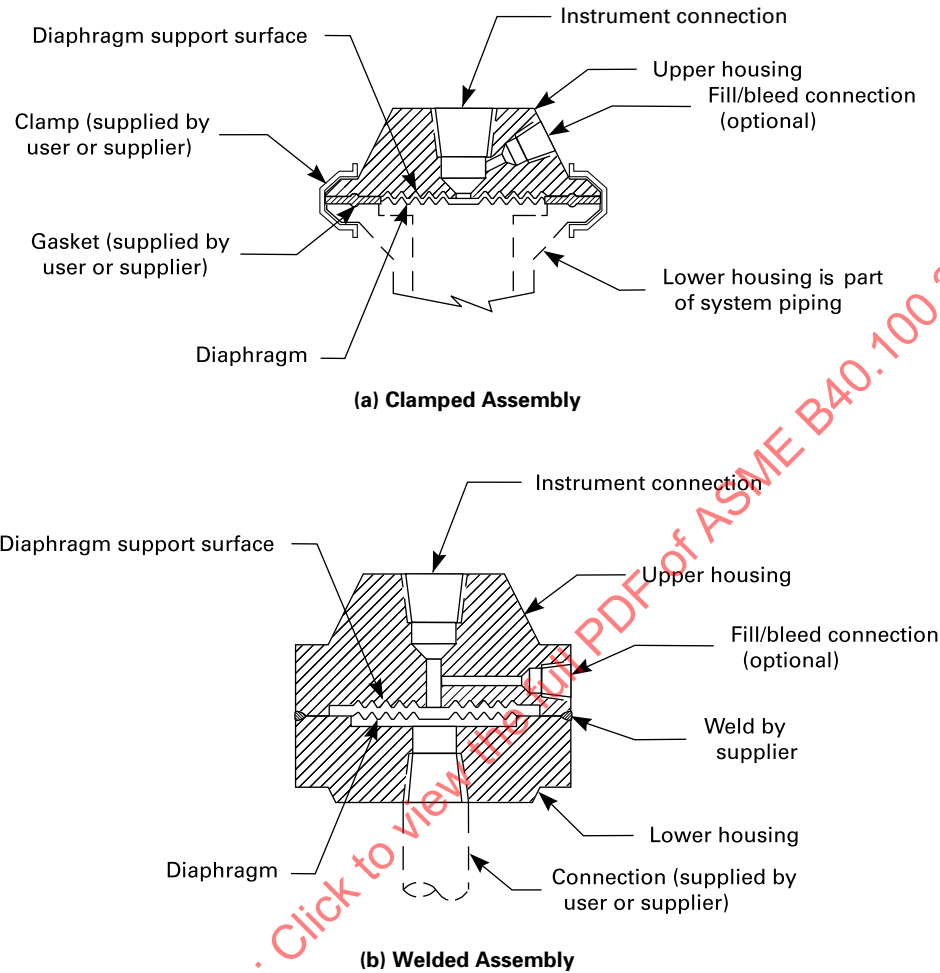 Instrument connection
Diaphragm support surface
Upper housing
Fill/bleed connection
(optional)
Clamp (supplied by
user or supplier)
Gasket (supplied by
user or supplier)
Lower housing is part
of system piping
Diaphragm
(a) Clamped Assembly
Instrument connection
Diaphragm support surface
Upper housing
Fill/bleed connection
(optional)
Weld by
supplier
Lower housing
Diaphragm
Connection (supplied by
user or supplier)
(b) Welded Assembly
Click to view the full PDF of ASME B40.100